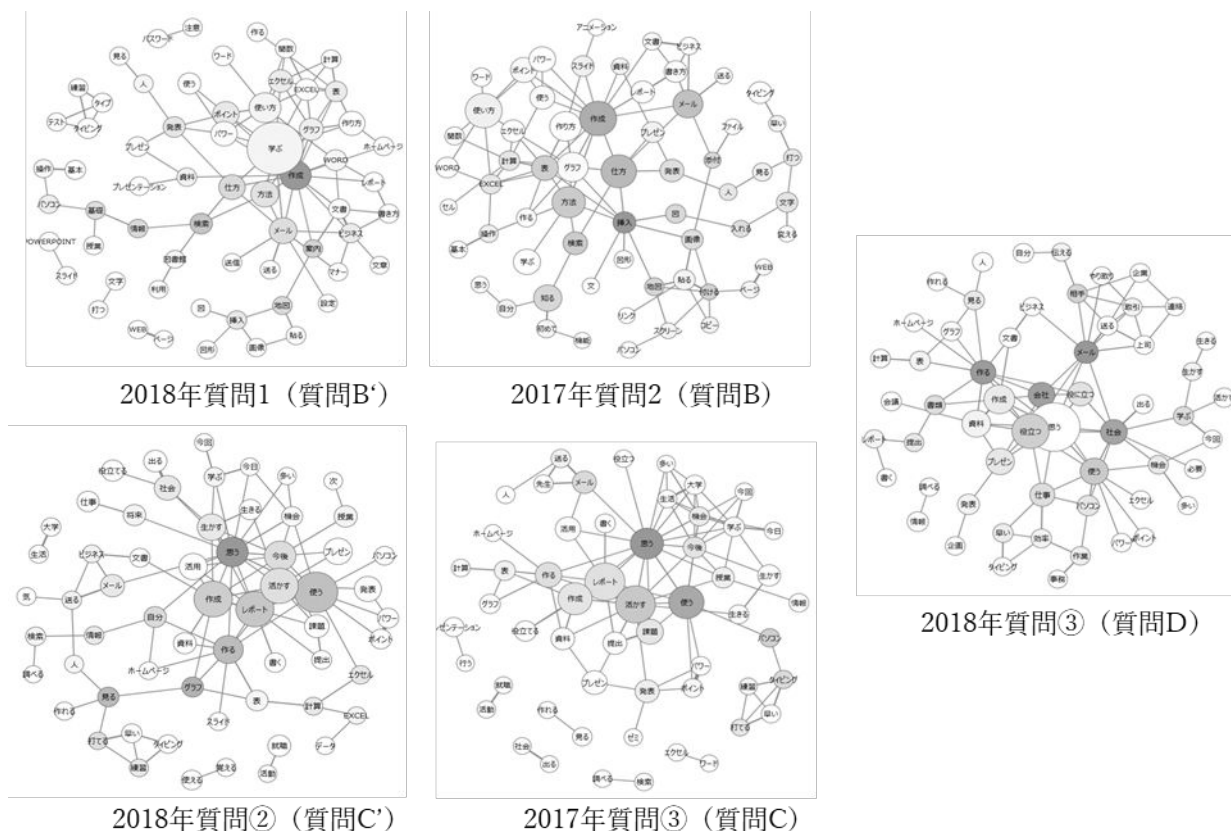 パスワード
注意
作る
関数
見る
ワード
計算
人
エクセル
表
使う
使い方
EXCEL
練習
タイプ
テスト
タイピング
ポイント
発表
パワー
グラフ
作り方
プレゼン
学ぶ
ホームページ
WORD
操作
基本
資料
作成
プレゼンテーション
仕方
方法
レポート
パソコン
基礎
情報
検索
文書
書き方
授業
メール
ビジネス
POWERPOINT
図書館
送信
送る
案内
マナー
文章
スライド
利用
文字
打つ
地図
設定
図
挿入
WEB
ページ
図形
画像
貼る
2018年質問1（質問B‘）
アニメーション
文書
ビジネス
パワー
スライド
資料
ポイント
書き方
送る
ワード
使う
レポート
メール
タイピング
使い方
作成
早い
エクセル
作り方
プレゼン
ファイル
関数
計算
打つ
WORD
表
グラフ
仕方
発表
添付
見る
EXCEL
人
セル
方法
文字
作る
挿入
図
入れる
操作
検索
画像
変える
基本
学ぶ
図形
思う
知る
文
地図
貼る
付ける
WEB
ページ
自分
リンク
コピー
初めて
機能
スクリーン
パソコン
2017年質問2（質問B）
今回
出る
役立てる
学ぶ
今日
社会
多い
次
仕事
生かす
生きる
機会
将来
授業
大学
生活
ビジネス
文書
思う
今後
プレゼン
パソコン
メール
活用
活かす
使う
発表
気
送る
作成
レポート
パワー
検索
情報
自分
課題
ポイント
資料
作る
調べる
人
ホームページ
書く
提出
エクセル
見る
グラフ
作れる
表
計算
スライド
EXCEL
打てる
早い
タイピング
練習
就職
データ
使える
覚える
活動
2018年質問②（質問C’）
送る
役立つ
多い
先生
メール
大学
人
生活
今回
機会
活用
書く
学ぶ
ホームページ
思う
今日
今後
計算
表
作る
レポート
授業
生かす
グラフ
作成
活かす
使う
情報
役立てる
課題
生きる
ゼンテーション
資料
提出
パソコン
行う
プレゼン
パワー
練習
タイピング
発表
ポイント
就職
早い
活動
打てる
作れる
見る
ゼミ
社会
出る
エクセル
ワード
調べる
検索
2017年質問③（質問C）
自分
伝える
人
やり取り
企業
作れる
相手
見る
取引
連絡
ホームページ
ビジネス
送る
グラフ
文書
上司
計算
表
メール
生きる
作る
生かす
会社
役に立つ
会議
書類
作成
活かす
資料
思う
出る
学ぶ
レポート
役立つ
社会
提出
今回
プレゼン
使う
機会
必要
書く
調べる
仕事
パソコン
エクセル
多い
発表
情報
早い
効率
パワー
ポイント
企画
タイピング
作業
事務
2018年質問③（質問D）